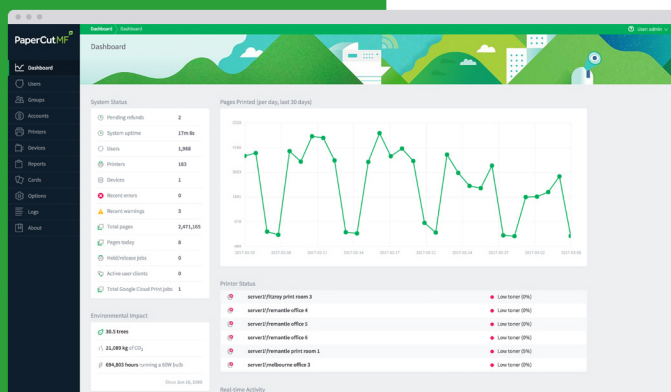 PaperCut MF
Dashboard
Users
Groups
Accounts
Printers
Devices
Reports
Cards
Options
Logs
About
Dashboard Dashboard
User: admin
Dashboard
System Status
Pending refunds 2
System uptime 17m 8s
Users 1,968
Printers 183
Devices 1
Recent errors 0
Recent warnings 3
Total pages 2,471,165
Pages today 8
Hold/release jobs 0
Active user clients 0
Total Google Cloud Print jobs 1
Environmental Impact
30.5 trees
21,089 kg of CO₂
694,803 hours running a 60W bulb
Pages Printed (per day, last 30 days)
Printer Status
server1\fitzroy print room 3 Low toner (0%)
server1\fremantle office 4 Low toner (0%)
server1\fremantle office 5 Low toner (0%)
server1\fremantle office 6 Low toner (0%)
server1\fremantle print room 1 Low toner (0%)
server1\melbourne office 3 Low toner (0%)
Real-time Activity